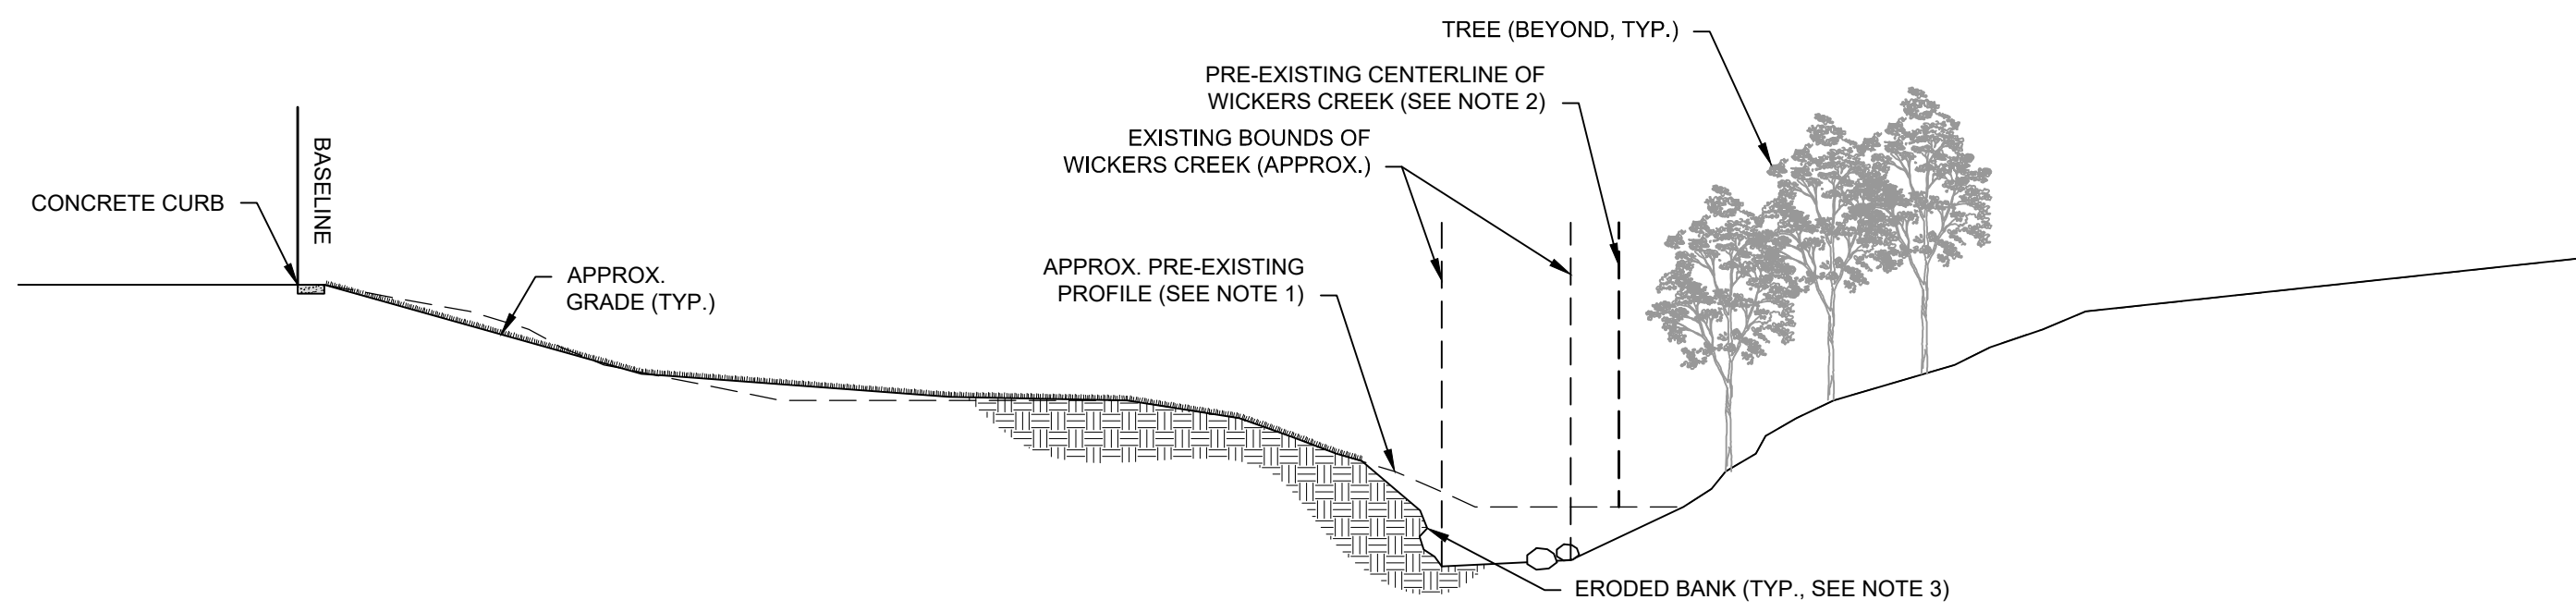 TREE (BEYOND, TYP.)
PRE-EXISTING CENTERLINE OF
WICKERS CREEK (SEE NOTE 2)
EXISTING BOUNDS OF
WICKERS CREEK (APPROX.)
BASELINE
CONCRETE CURB
APPROX.
GRADE (TYP.)
APPROX. PRE-EXISTING
PROFILE (SEE NOTE 1)
ERODED BANK (TYP., SEE NOTE 3)